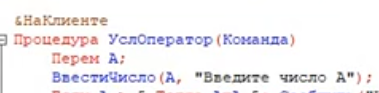 &НаКлиенте
Процедура УслОператор(Команда)
Перем А;
ВвестиЧисло(А, "Введите число А");